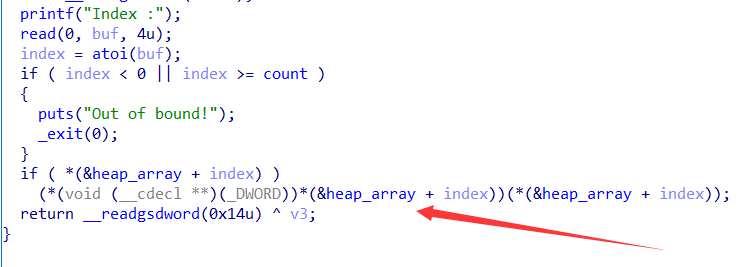 printf("Index :");
read(0, buf, 4u);
index = atoi(buf);
if ( index < 0 || index >= count )
{
puts("Out of bound!");
_exit(0);
}
if ( *(&heap_array + index) )
(*(void (__cdecl **)(_DWORD))*(&heap_array + index))(*(&heap_array + index));
return __readgsdword(0x14u) ^ v3;
}